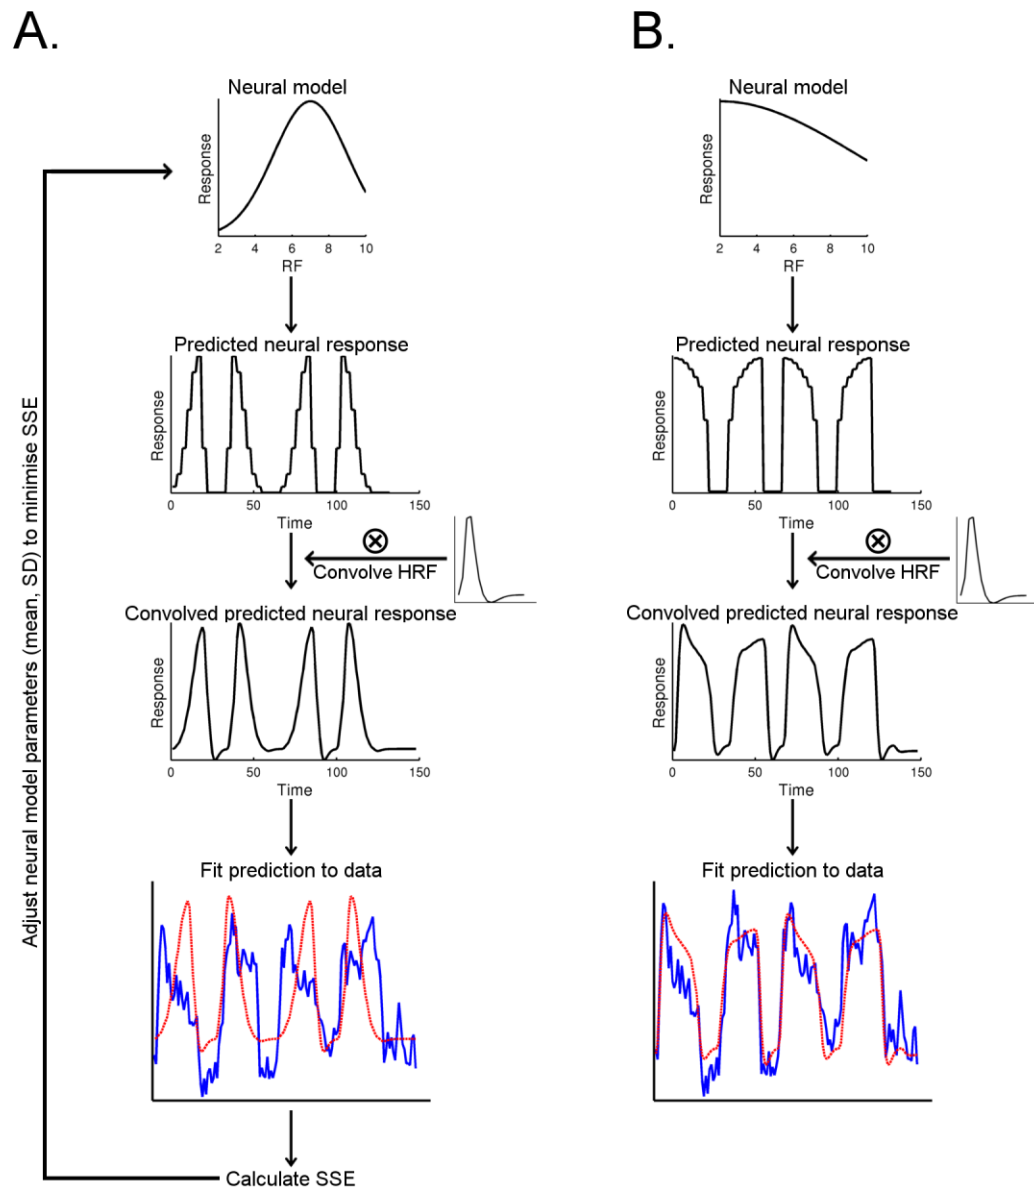 A.
B.
Neural model
Response
2 4 6 8 10
RF
Neural model
Response
2 4 6 8 10
RF
Predicted neural response
Response
0 50 100 150
Time
Predicted neural response
Response
0 50 100 150
Time
Convolve HRF
Convolve HRF
Convolved predicted neural response
Response
0 50 100 150
Time
Convolved predicted neural response
Response
0 50 100 150
Time
Fit prediction to data
Fit prediction to data
Calculate SSE
Adjust neural model parameters (mean, SD) to minimise SSE